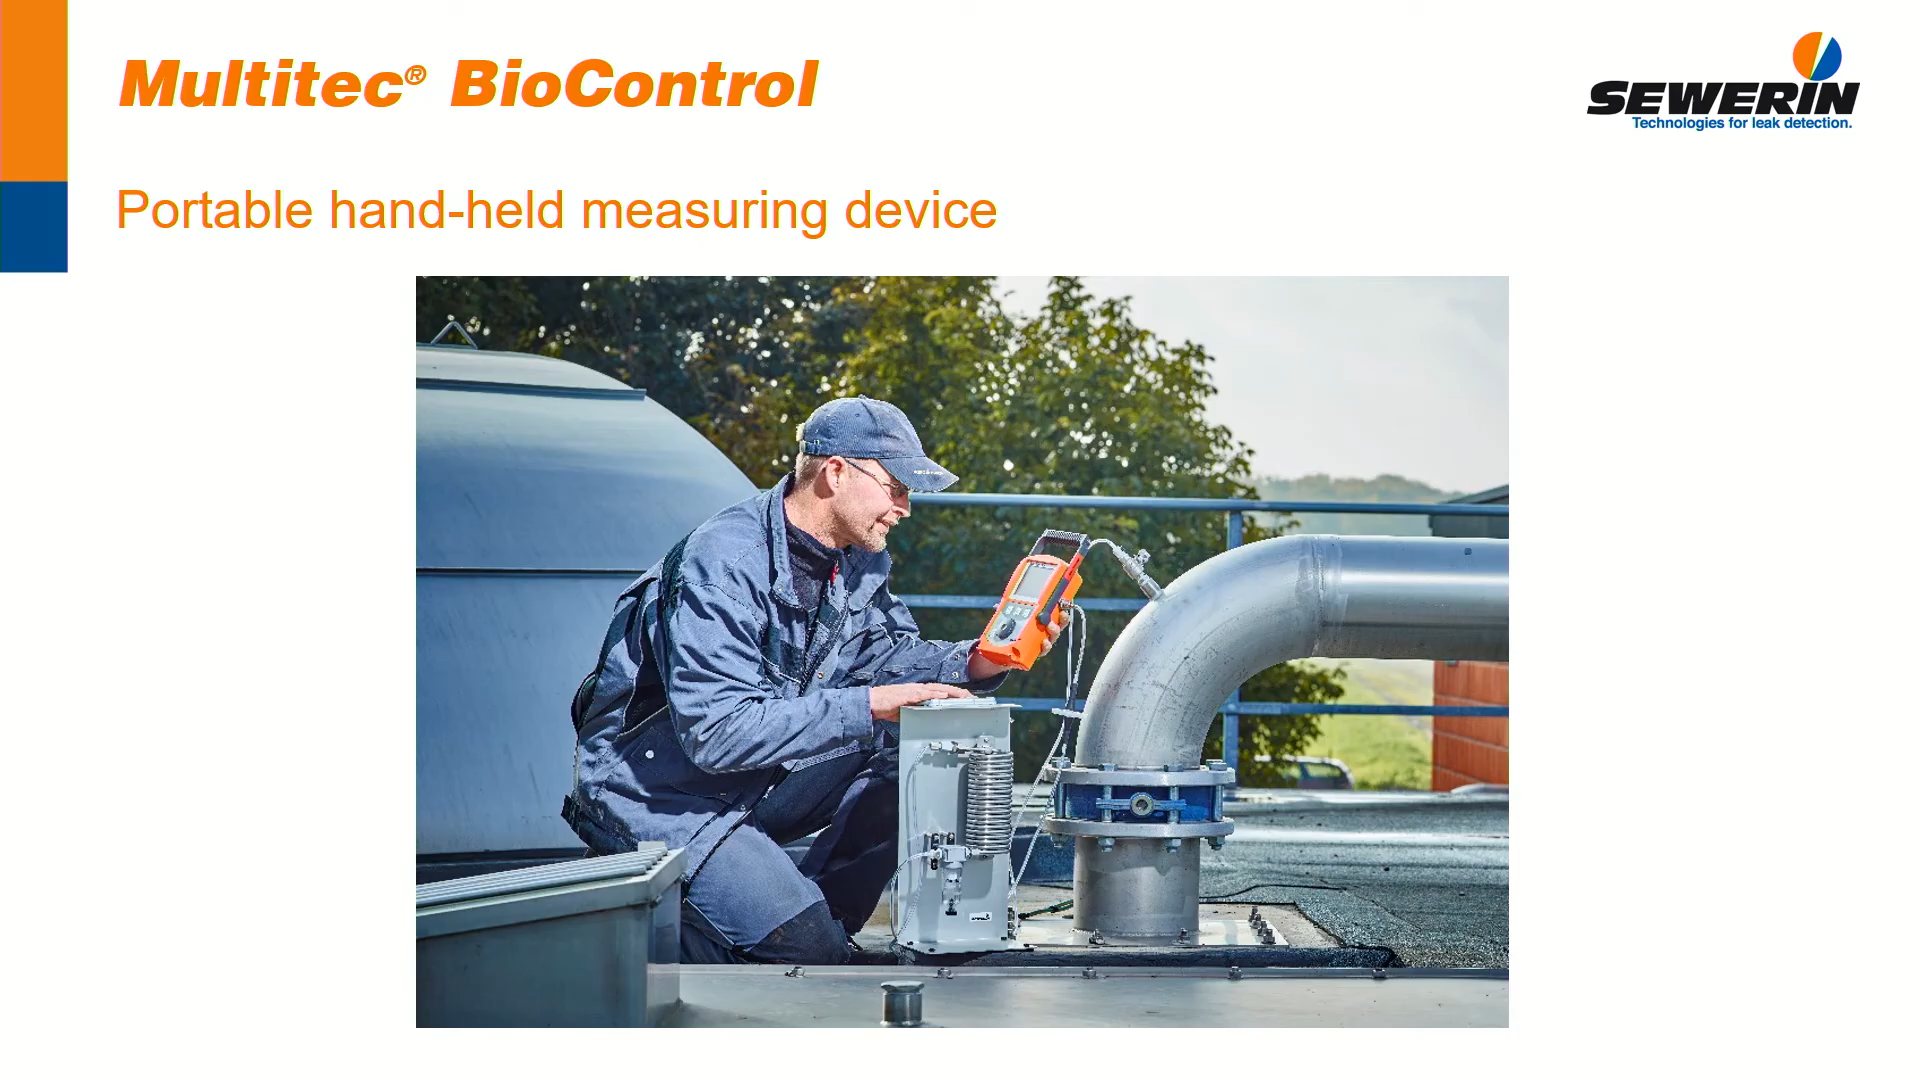 Multitec® BioControl
SEWERIN
Technologies for leak detection.
Portable hand-held measuring device